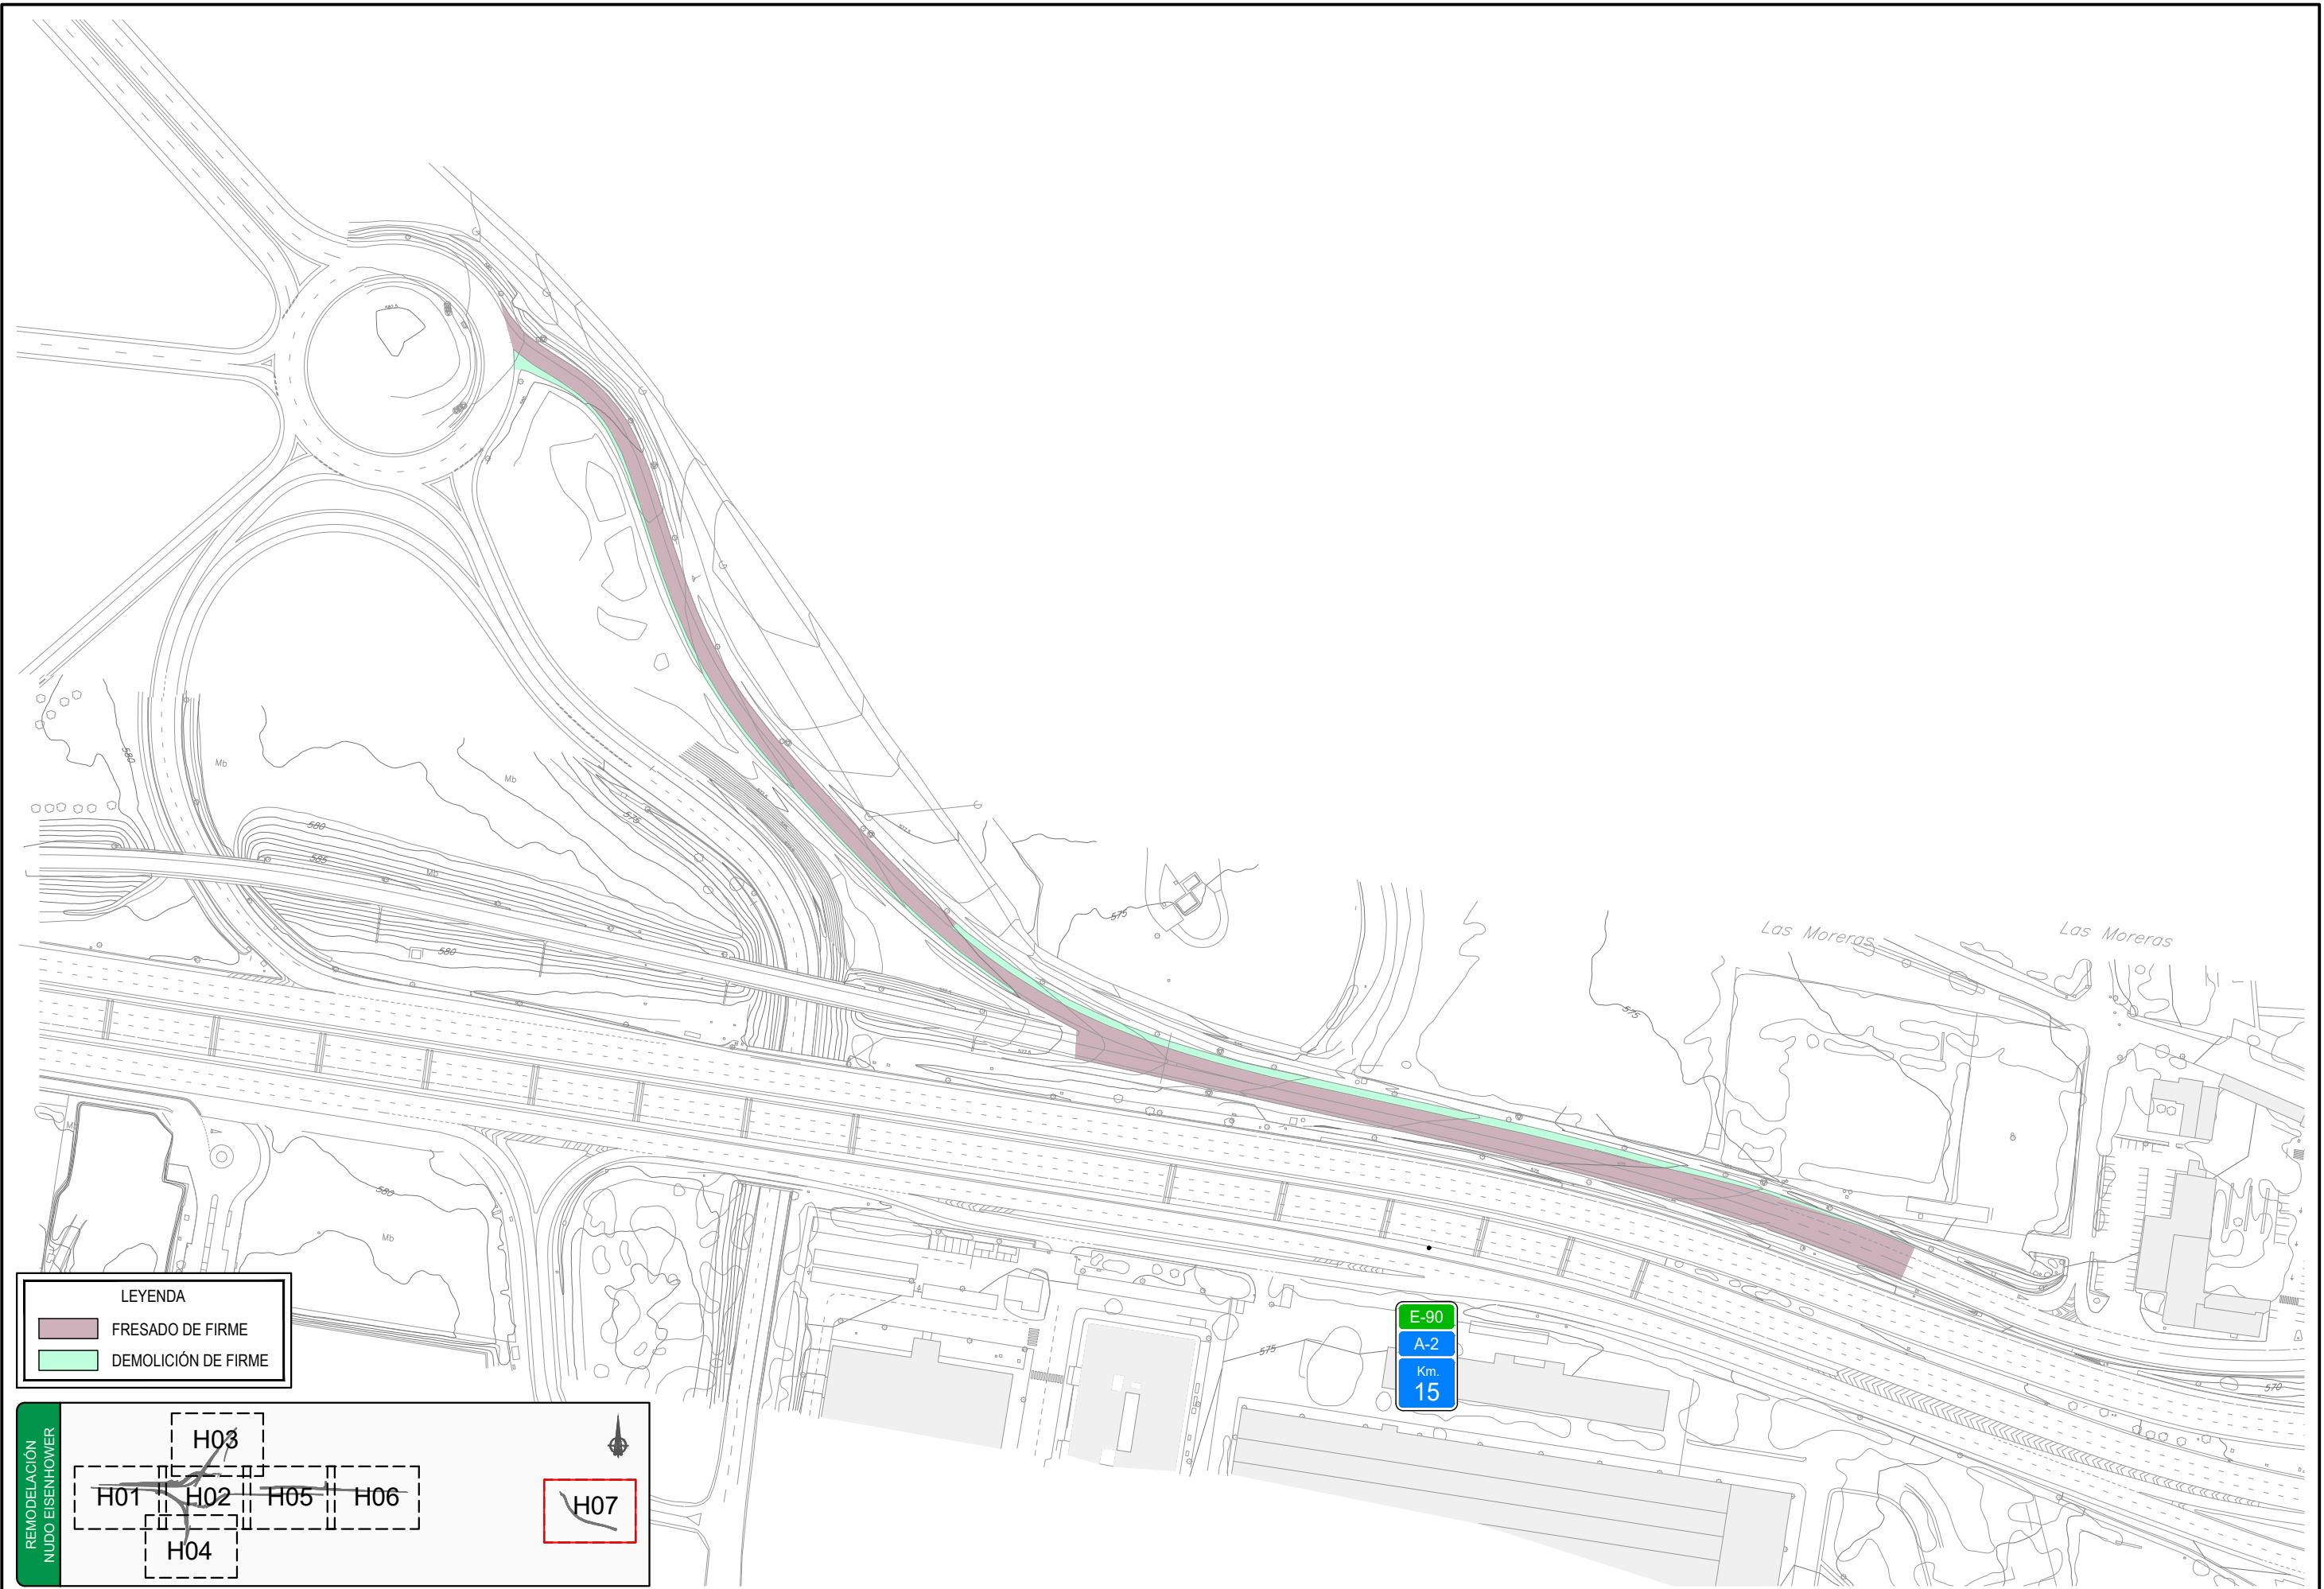 580
Mb
Mb
575
580
585
Mb
580
575
Las Moreras
Las Moreras
575
Mb
580
575
570
E-90
A-2
Km.
15
LEYENDA
FRESADO DE FIRME
DEMOLICIÓN DE FIRME
REMODELACIÓN
NUDO EISENHOWER
H03
H01
H02
H05
H06
H07
H04